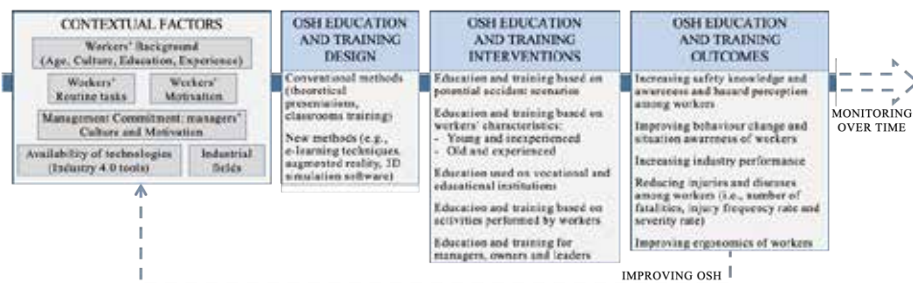 CONTEXTUAL FACTORS
Workers' Background
(Age, Culture, Education, Experience)
Workers'
Routine tasks
Workers'
Motivation
Management Commitment: managers'
Culture and Motivation
Availability of technologies
(Industry 4.0 tools)
Industrial
fields
OSH EDUCATION
AND TRAINING
DESIGN
Conventional methods
(theoretical
presentations,
classrooms training)
New methods (e.g.,
e-learning techniques,
augmented reality, 3D
simulation software)
OSH EDUCATION
AND TRAINING
INTERVENTIONS
Education and training based on
potential accident scenarios
Education and training based on
workers' characteristics:
- Young and inexperienced
- Old and experienced
Education used on vocational and
educational institutions
Education and training based on
activities performed by workers
Education and training for
managers, owners and leaders
OSH EDUCATION
AND TRAINING
OUTCOMES
Increasing safety knowledge and
awareness and hazard perception
among workers
Improving behaviour change and
situation awareness of workers
Increasing industry performance
Reducing injuries and diseases
among workers (i.e., number of
fatalities, injury frequency rate and
severity rate)
Improving ergonomics of workers
MONITORING
OVER TIME
IMPROVING OSH